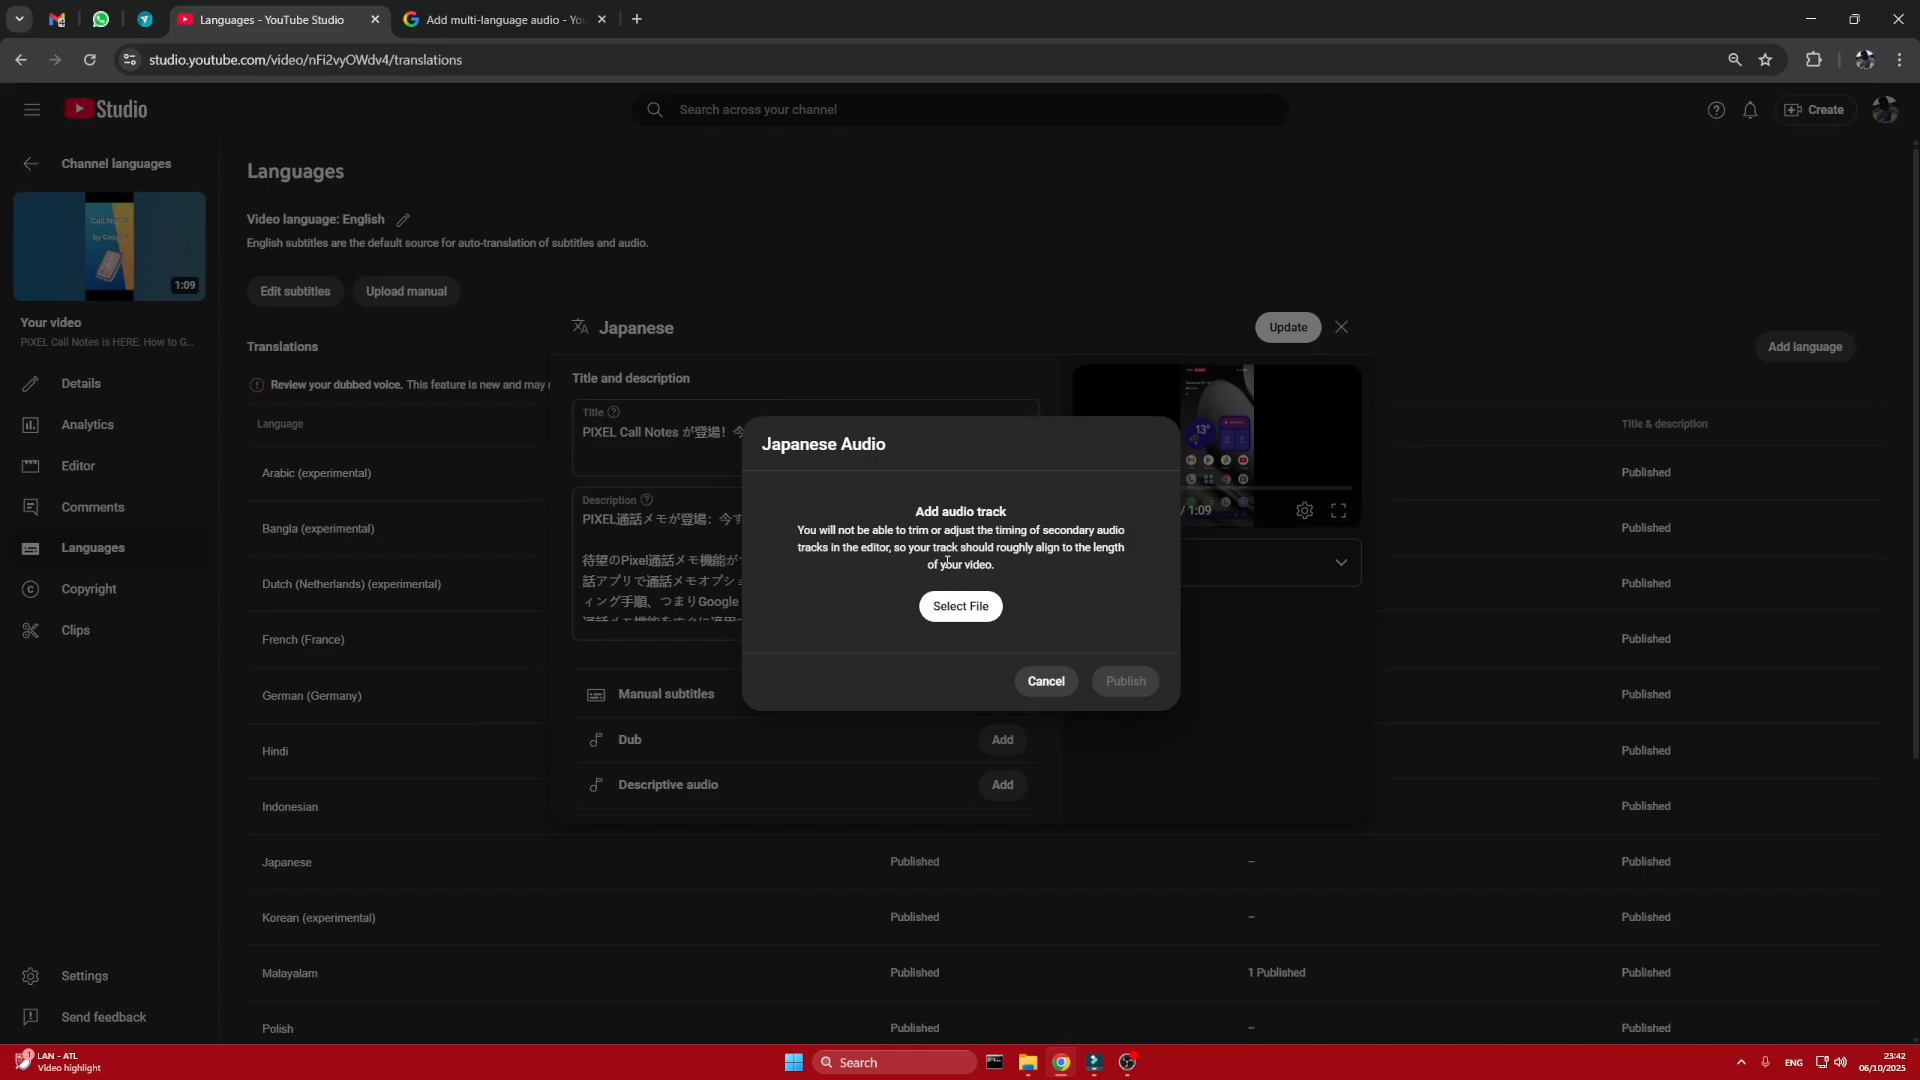 Languages - YouTube Studio
Add multi-language audio - You
studio.youtube.com/video/nFi2vyOWdv4/translations
Studio
Search across your channel
Create
Channel languages
1:09
Your video
PIXEL Call Notes is HERE: How to G...
Details
Analytics
Editor
Comments
Languages
Copyright
Clips
Settings
Send feedback
Languages
Video language: English
English subtitles are the default source for auto-translation of subtitles and audio.
Edit subtitles
Upload manual
Translations
Add language
Review your dubbed voice. This feature is new and may
Language
Title & description
Arabic (experimental)
Published
Bangla (experimental)
Published
Dutch (Netherlands) (experimental)
Published
French (France)
Published
German (Germany)
Published
Hindi
Published
Indonesian
Published
Japanese
Published
–
Published
Korean (experimental)
Published
–
Published
Malayalam
Published
1 Published
Published
Polish
Published
–
Published
Japanese
Update
Title and description
Title
PIXEL Call Notes が登場! 今
Description
PIXEL通話メモが登場：今す
待望のPixel通話メモ機能が
話アプリで通話メモオプショ
ィング手順、つまりGoogle
/ 1:09
Manual subtitles
Dub
Add
Descriptive audio
Add
Japanese Audio
Add audio track
You will not be able to trim or adjust the timing of secondary audio
tracks in the editor, so your track should roughly align to the length
of your video.
Select File
Cancel
Publish
LAN - ATL
Video highlight
Search
ENG
23:42
06/10/2025